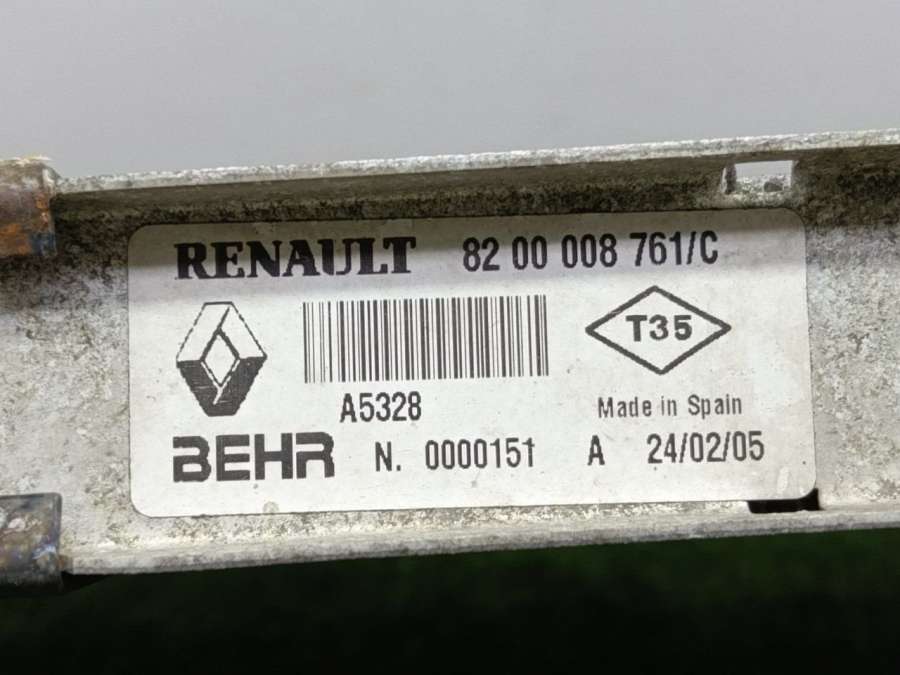 RENAULT 82 00 008 761/C
T35
A5328
Made in Spain
BEHR N. 0000151 A 24/02/05